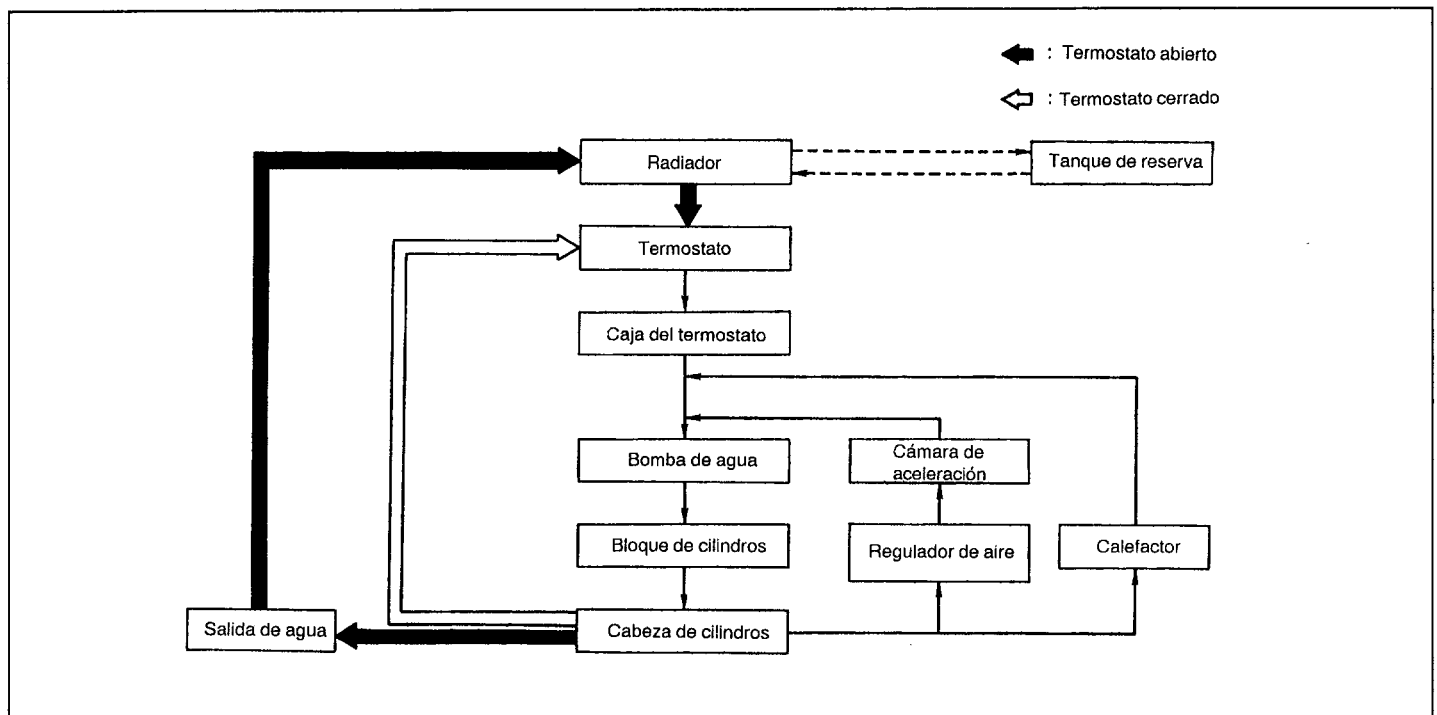 : Termostato abierto
: Termostato cerrado
Radiador
Tanque de reserva
Termostato
Caja del termostato
Bomba de agua
Cámara de
aceleración
Bloque de cilindros
Regulador de aire
Calefactor
Salida de agua
Cabeza de cilindros